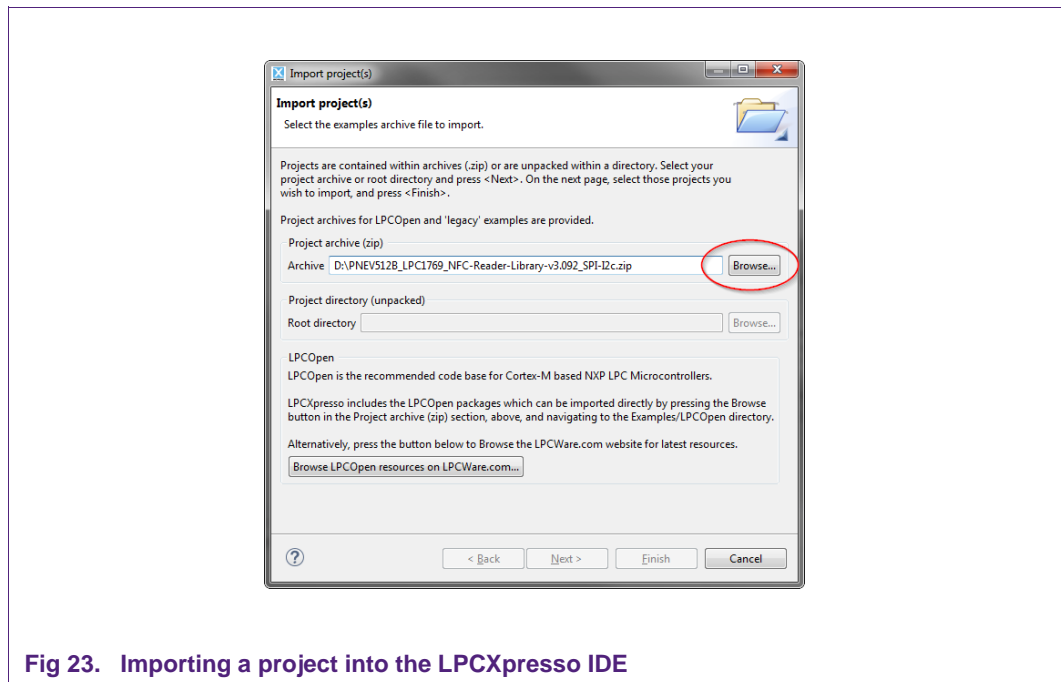 Import project(s)
Import project(s)
Select the examples archive file to import.
Projects are contained within archives (.zip) or are unpacked within a directory. Select your
project archive or root directory and press <Next>. On the next page, select those projects you
wish to import, and press <Finish>.
Project archives for LPCOpen and 'legacy' examples are provided.
Project archive (zip)
Archive D:\PNEV512B_LPC1769_NFC-Reader-Library-v3.092_SPI-I2c.zip Browse...
Project directory (unpacked)
Root directory Browse...
LPCOpen
LPCOpen is the recommended code base for Cortex-M based NXP LPC Microcontrollers.
LPCXpresso includes the LPCOpen packages which can be imported directly by pressing the Browse
button in the Project archive (zip) section, above, and navigating to the Examples/LPCOpen directory.
Alternatively, press the button below to Browse the LPCWare.com website for latest resources.
Browse LPCOpen resources on LPCWare.com...
? < Back Next > Finish Cancel
Fig 23. Importing a project into the LPCXpresso IDE